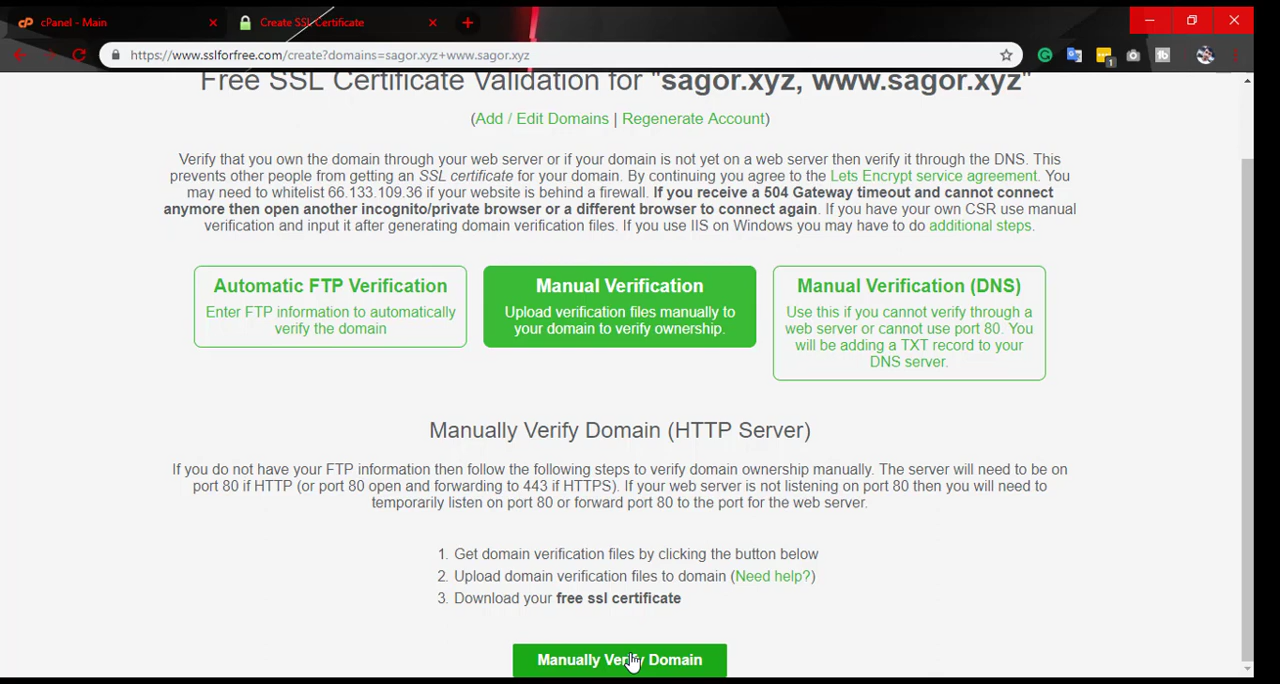 cPanel - Main
Create SSL Certificate
https://www.sslforfree.com/create?domains=sagor.xyz+www.sagor.xyz
Free SSL Certificate Validation for "sagor.xyz, www.sagor.xyz"
(Add / Edit Domains | Regenerate Account)
Verify that you own the domain through your web server or if your domain is not yet on a web server then verify it through the DNS. This
prevents other people from getting an SSL certificate for your domain. By continuing you agree to the Lets Encrypt service agreement. You
may need to whitelist 66.133.109.36 if your website is behind a firewall. If you receive a 504 Gateway timeout and cannot connect
anymore then open another incognito/private browser or a different browser to connect again. If you have your own CSR use manual
verification and input it after generating domain verification files. If you use IIS on Windows you may have to do additional steps.
Automatic FTP Verification
Enter FTP information to automatically
verify the domain
Manual Verification
Upload verification files manually to
your domain to verify ownership.
Manual Verification (DNS)
Use this if you cannot verify through a
web server or cannot use port 80. You
will be adding a TXT record to your
DNS server.
Manually Verify Domain (HTTP Server)
If you do not have your FTP information then follow the following steps to verify domain ownership manually. The server will need to be on
port 80 if HTTP (or port 80 open and forwarding to 443 if HTTPS). If your web server is not listening on port 80 then you will need to
temporarily listen on port 80 or forward port 80 to the port for the web server.
1. Get domain verification files by clicking the button below
2. Upload domain verification files to domain (Need help?)
3. Download your free ssl certificate
Manually Verify Domain